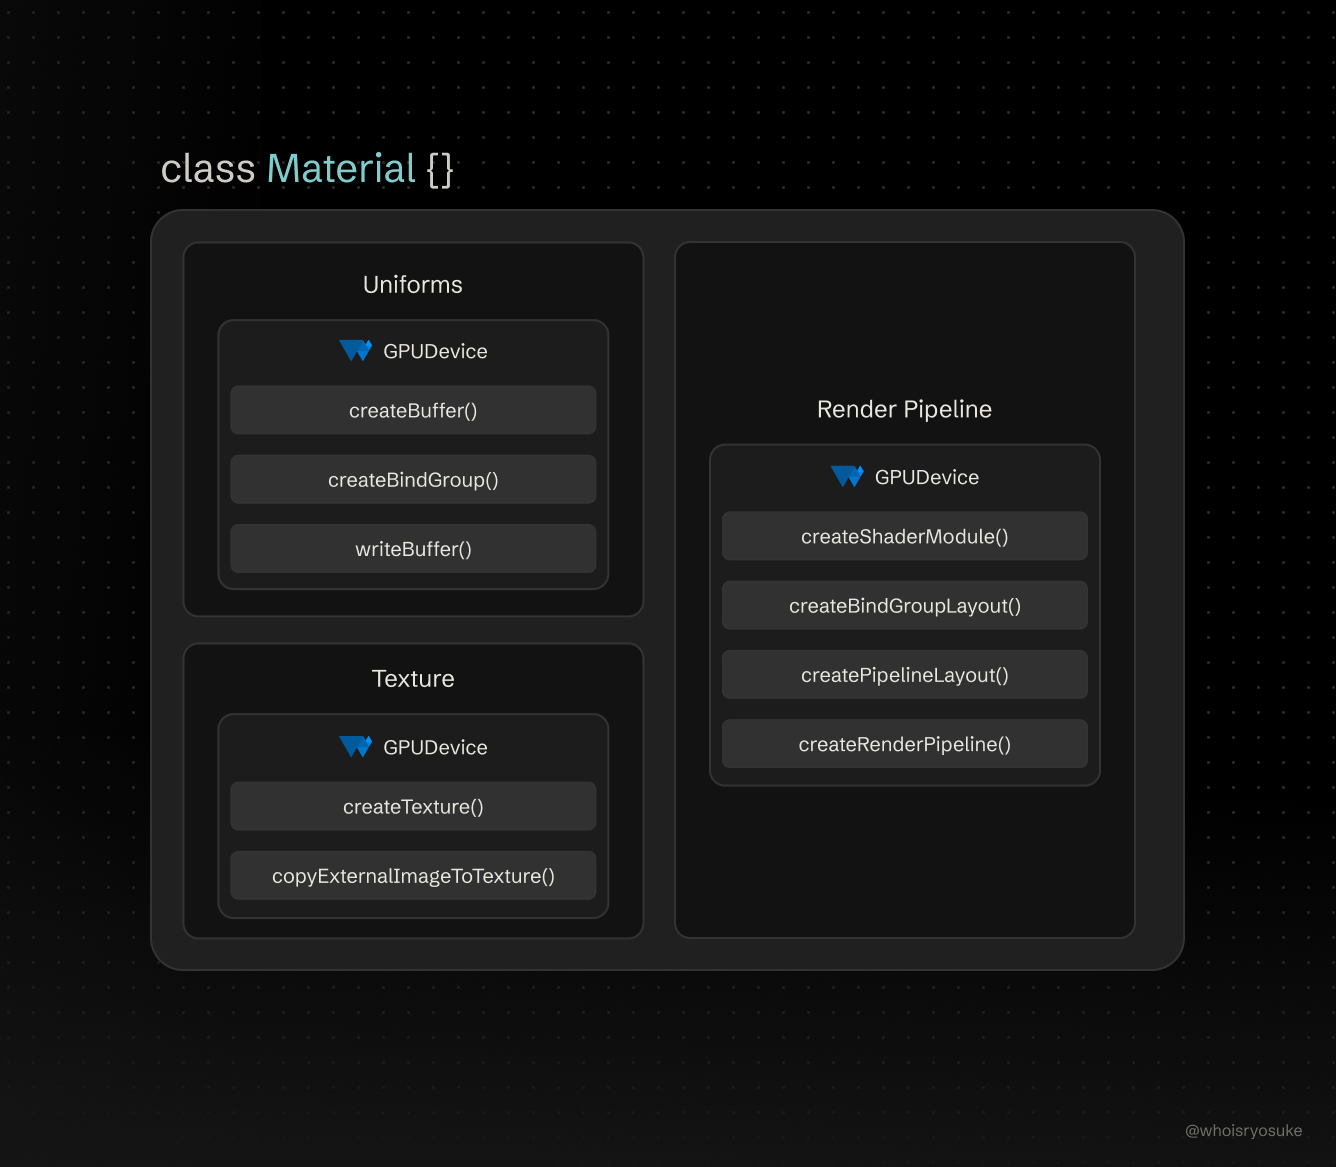 class Material {}
Uniforms
GPUDevice
createBuffer()
createBindGroup()
writeBuffer()
Texture
GPUDevice
createTexture()
copyExternalImageToTexture()
Render Pipeline
GPUDevice
createShaderModule()
createBindGroupLayout()
createPipelineLayout()
createRenderPipeline()
@whoisryosuke